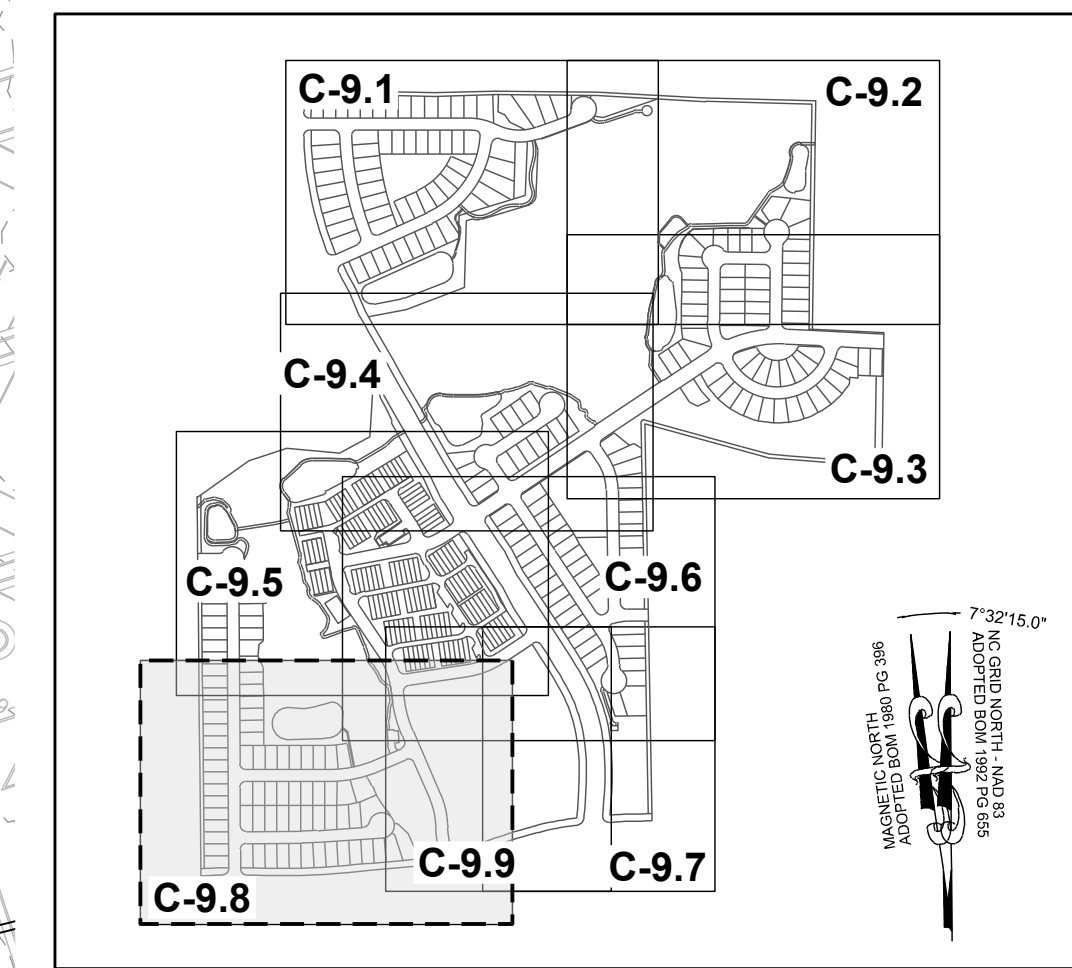 C-9.1
C-9.2
C-9.4
C-9.3
C-9.5
C-9.6
C-9.9
C-9.7
C-9.8
7°32'15.0"
NC GRID NORTH - NAD 83
ADOPTED BOM 1992 PG 655
MAGNETIC NORTH
ADOPTED BOM 1980 PG 396